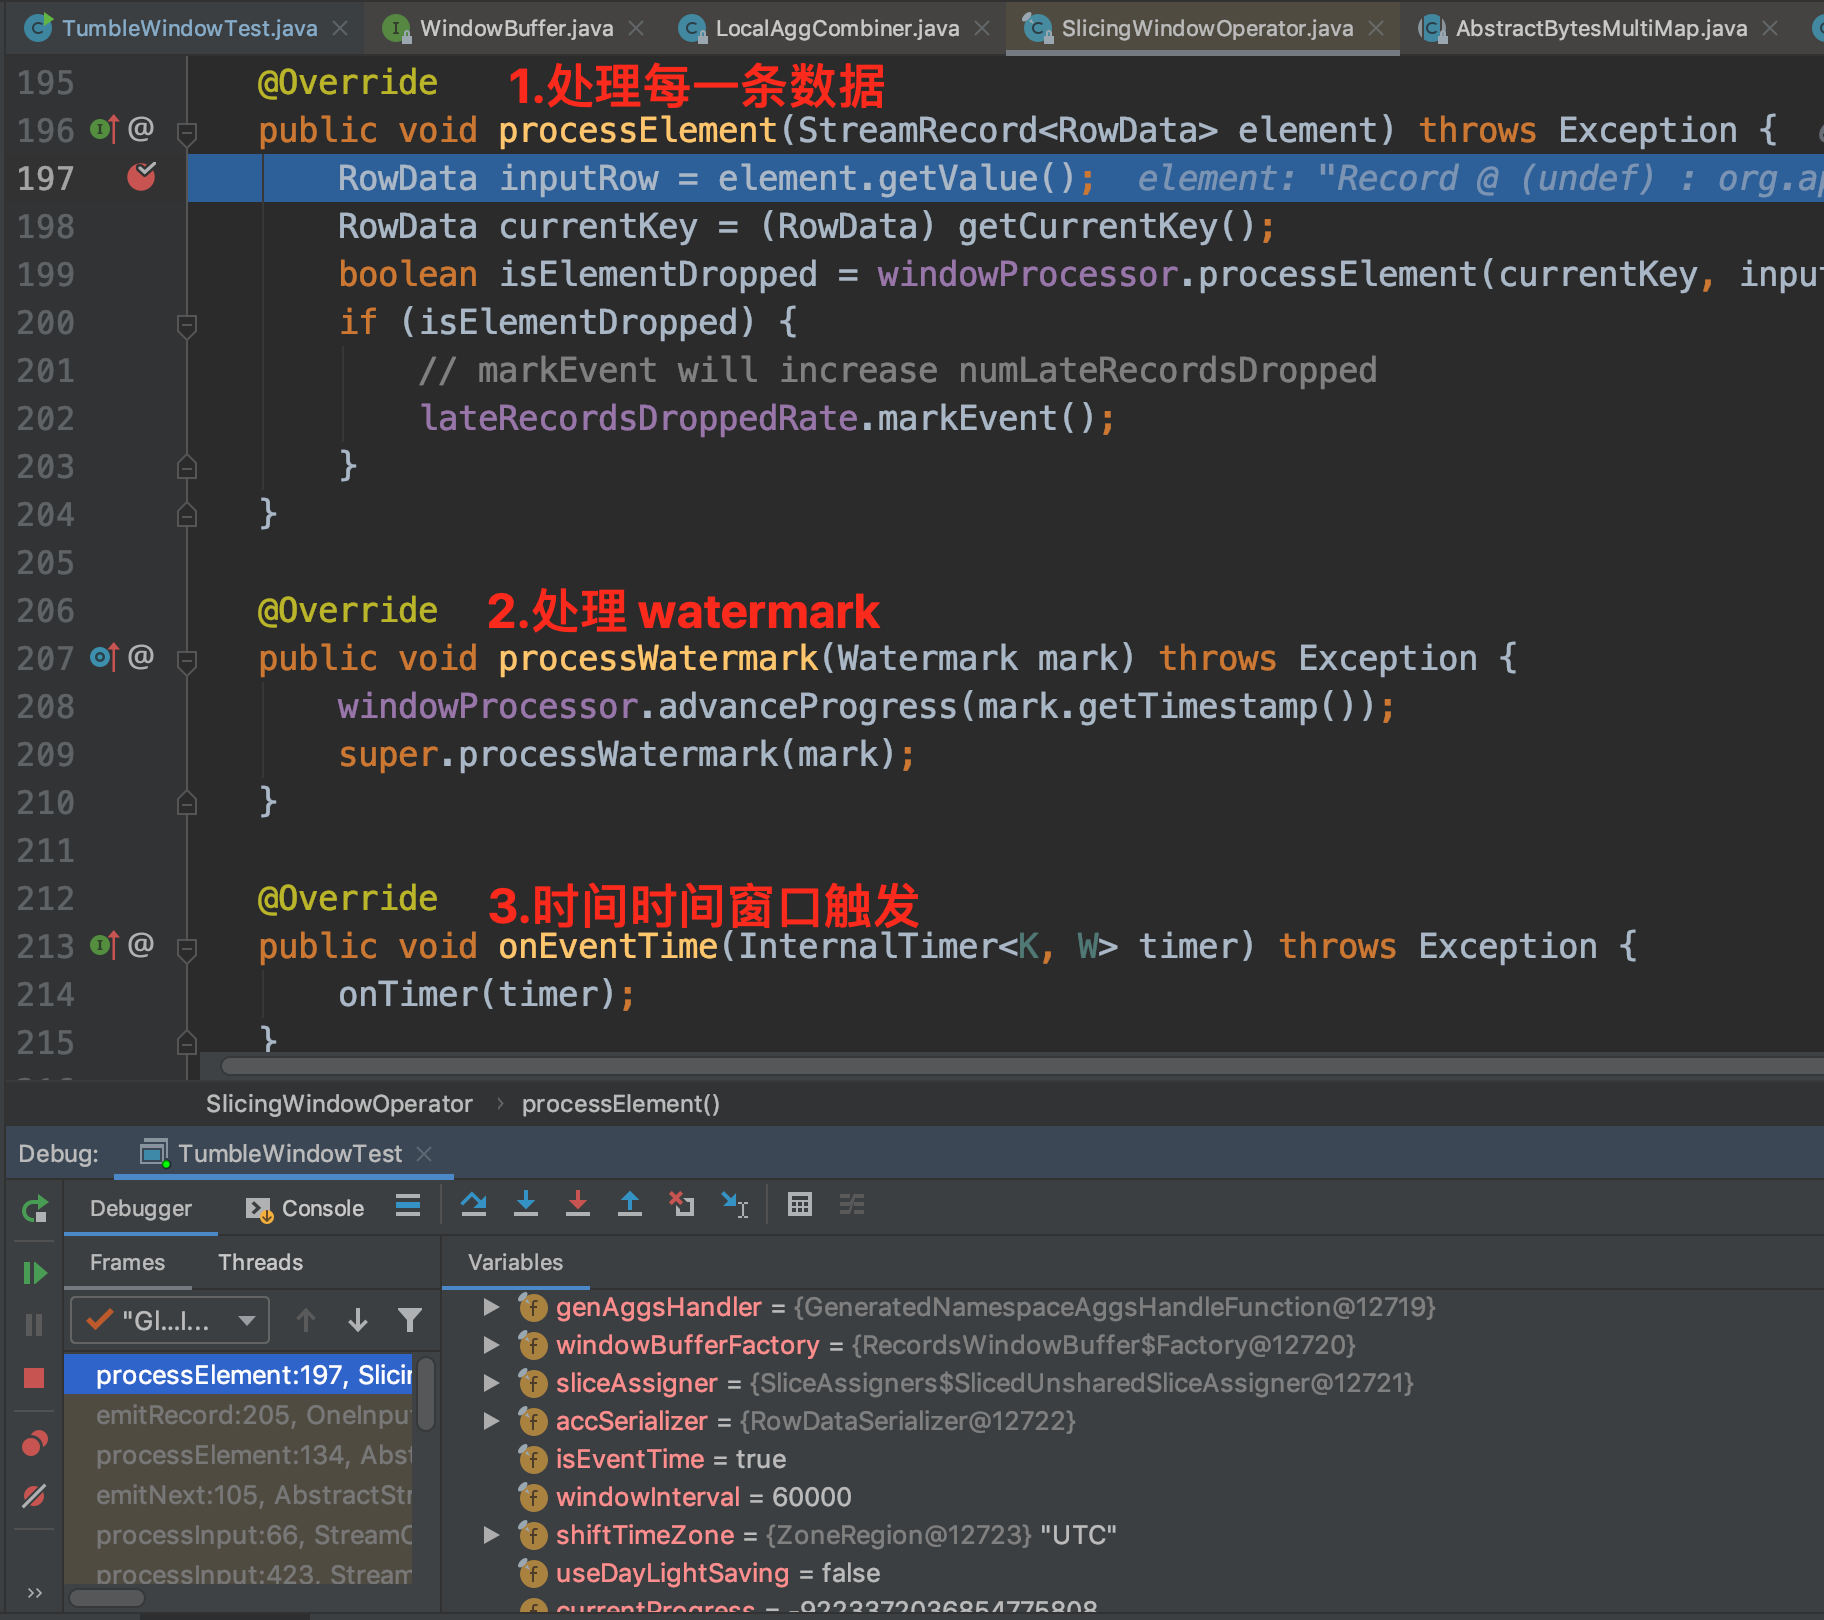 TumbleWindowTest.java WindowBuffer.java LocalAggCombiner.java SlicingWindowOperator.java AbstractBytesMultiMap.java
195 @Override 1.处理每一条数据
196 public void processElement(StreamRecord<RowData> element) throws Exception {
197 RowData inputRow = element.getValue(); element: "Record @ (undef) : org.ap
198 RowData currentKey = (RowData) getCurrentKey();
199 boolean isElementDropped = windowProcessor.processElement(currentKey, input
200 if (isElementDropped) {
201 // markEvent will increase numLateRecordsDropped
202 lateRecordsDroppedRate.markEvent();
203 }
204 }
205
206 @Override 2.处理 watermark
207 public void processWatermark(Watermark mark) throws Exception {
208 windowProcessor.advanceProgress(mark.getTimestamp());
209 super.processWatermark(mark);
210 }
211
212 @Override 3.时间时间窗口触发
213 public void onEventTime(InternalTimer<K, W> timer) throws Exception {
214 onTimer(timer);
215 }
SlicingWindowOperator › processElement()
Debug: TumbleWindowTest
Debugger Console
Frames Threads Variables
"Gl...I...
processElement:197, Slicin
emitRecord:205, OneInput
processElement:134, Abst
emitNext:105, AbstractStr
processInput:66, StreamO
processInput:423, Stream
genAggsHandler = {GeneratedNamespaceAggsHandleFunction@12719}
windowBufferFactory = {RecordsWindowBuffer$Factory@12720}
sliceAssigner = {SliceAssigners$SlicedUnsharedSliceAssigner@12721}
accSerializer = {RowDataSerializer@12722}
isEventTime = true
windowInterval = 60000
shiftTimeZone = {ZoneRegion@12723} "UTC"
useDayLightSaving = false
currentProgress = -9223372036854775808